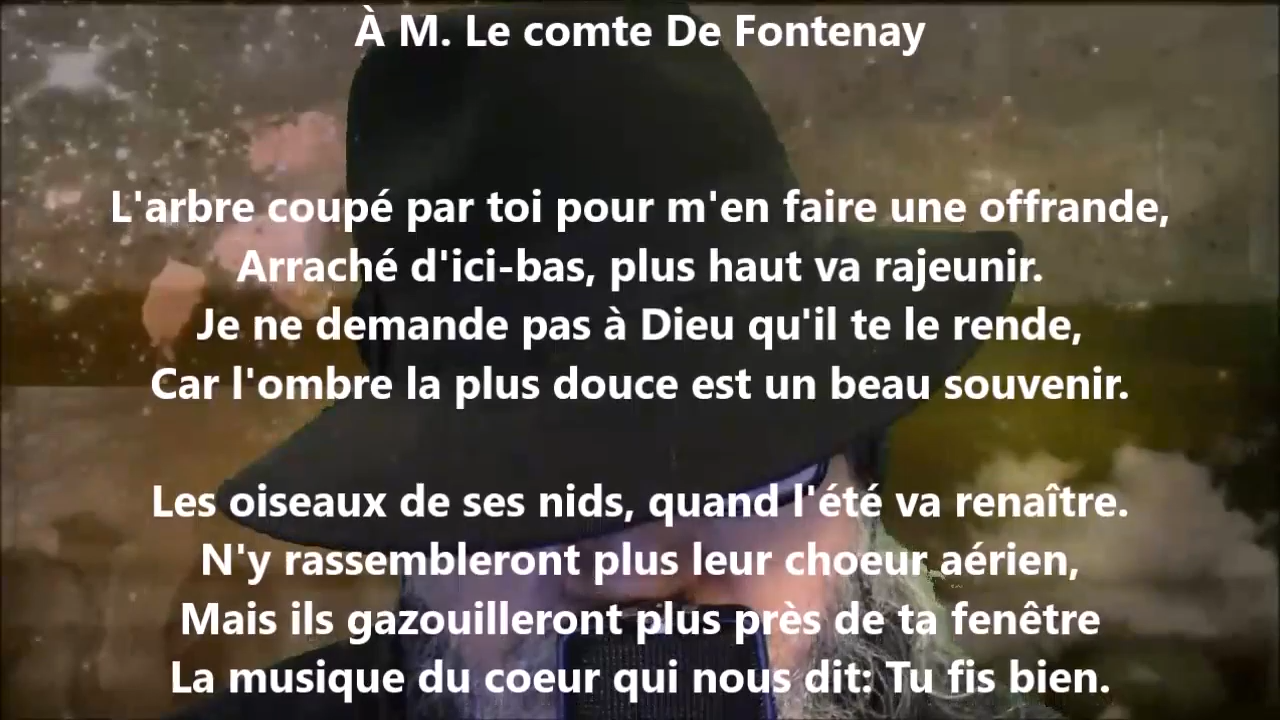 À M. Le comte De Fontenay
L'arbre coupé par toi pour m'en faire une offrande,
Arraché d'ici-bas, plus haut va rajeunir.
Je ne demande pas à Dieu qu'il te le rende,
Car l'ombre la plus douce est un beau souvenir.
Les oiseaux de ses nids, quand l'été va renaître.
N'y rassembleront plus leur choeur aérien,
Mais ils gazouilleront plus près de ta fenêtre
La musique du coeur qui nous dit: Tu fis bien.